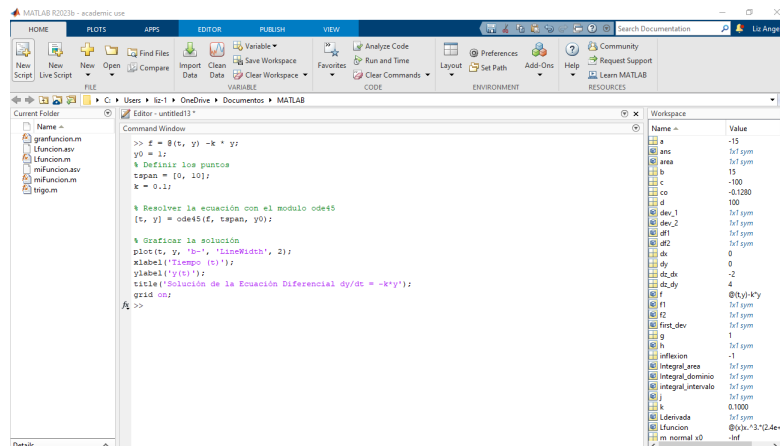 MATLAB R2023b - academic use
HOME PLOTS APPS EDITOR PUBLISH VIEW Search Documentation Liz Ange
New Script
New Live Script
New
Open
Find Files
Compare
Import Data
Clean Data
Variable
Save Workspace
Clear Workspace
Favorites
Analyze Code
Run and Time
Clear Commands
Layout
Preferences
Set Path
Add-Ons
Help
Community
Request Support
Learn MATLAB
FILE VARIABLE CODE ENVIRONMENT RESOURCES
C: Users liz-1 OneDrive Documentos MATLAB
Current Folder
Name
granfuncion.m
Lfuncion.asv
Lfuncion.m
miFuncion.asv
miFuncion.m
trigo.m
Details
Editor - untitled13 *
Command Window
>> f = @(t, y) -k * y;
y0 = 1;
% Definir los puntos
tspan = [0, 10];
k = 0.1;
% Resolver la ecuación con el modulo ode45
[t, y] = ode45(f, tspan, y0);
% Graficar la solución
plot(t, y, 'b-', 'LineWidth', 2);
xlabel('Tiempo (t)');
ylabel('y(t)');
title('Solución de la Ecuación Diferencial dy/dt = -k*y');
grid on;
fx >>
Workspace
Name Value
a -15
ans 1x1 sym
area 1x1 sym
b 15
c -100
co -0.1280
d 100
dev_1 1x1 sym
dev_2 1x1 sym
df1 1x1 sym
df2 1x1 sym
dx 0
dy 0
dz_dx -2
dz_dy 4
f @(t,y)-k*y
f1 1x1 sym
f2 1x1 sym
first_dev 1x1 sym
g 1
h 1x1 sym
inflexion -1
Integral_area 1x1 sym
Integral_dominio 1x1 sym
integral_intervalo 1x1 sym
j 1x1 sym
k 0.1000
Lderivada 1x1 sym
Lfuncion @(x)x.^3.*(2.4e-
m_normal_x0 -Inf